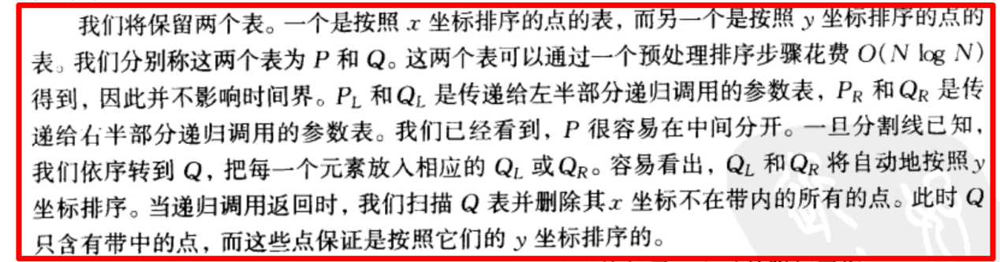 我们将保留两个表。一个是按照 x 坐标排序的点的表,而另一个是按照 y 坐标排序的点的
表。我们分别称这两个表为 P 和 Q。这两个表可以通过一个预处理排序步骤花费 O(N log N)
得到,因此并不影响时间界。P_L 和 Q_L 是传递给左半部分递归调用的参数表,P_R 和 Q_R 是传
递给右半部分递归调用的参数表。我们已经看到,P 很容易在中间分开。一旦分割线已知,
我们依序转到 Q,把每一个元素放入相应的 Q_L 或 Q_R。容易看出,Q_L 和 Q_R 将自动地按照 y
坐标排序。当递归调用返回时,我们扫描 Q 表并删除其 x 坐标不在带内的所有的点。此时 Q
只含有带中的点,而这些点保证是按照它们的 y 坐标排序的。